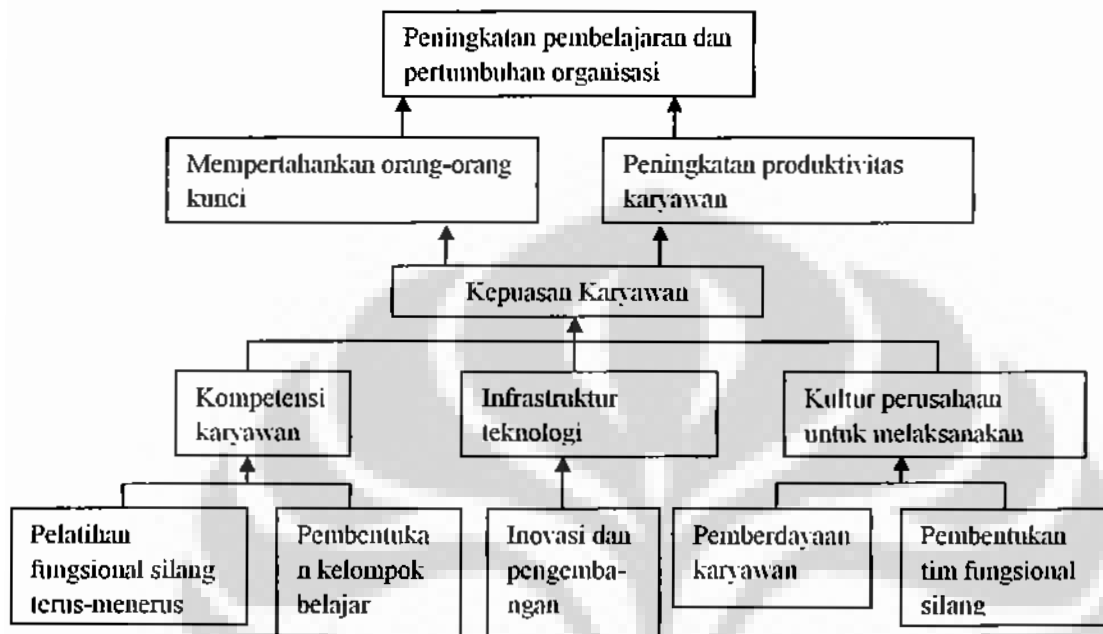 Peningkatan pembelajaran dan
pertumbuhan organisasi
Mempertahankan orang-orang
kunci
Peningkatan produktivitas
karyawan
Kepuasan Karyawan
Kompetensi
karyawan
Infrastruktur
teknologi
Kultur perusahaan
untuk melaksanakan
Pelatihan
fungsional silang
terus-menerus
Pembentuka
n kelompok
belajar
Inovasi dan
pengemba-
ngan
Pemberdayaan
karyawan
Pembentukan
tim fungsional
silang